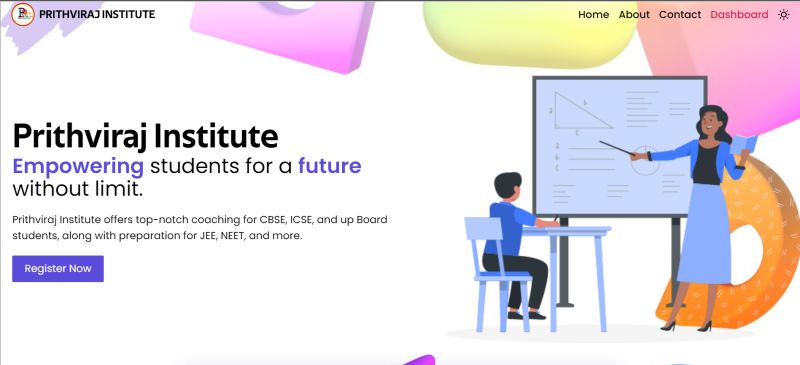 PRITHVIRAJ INSTITUTE
Home About Contact Dashboard
Prithviraj Institute
Empowering students for a future
without limit.
Prithviraj Institute offers top-notch coaching for CBSE, ICSE, and up Board
students, along with preparation for JEE, NEET, and more.
Register Now
a
b
c
a
b
c